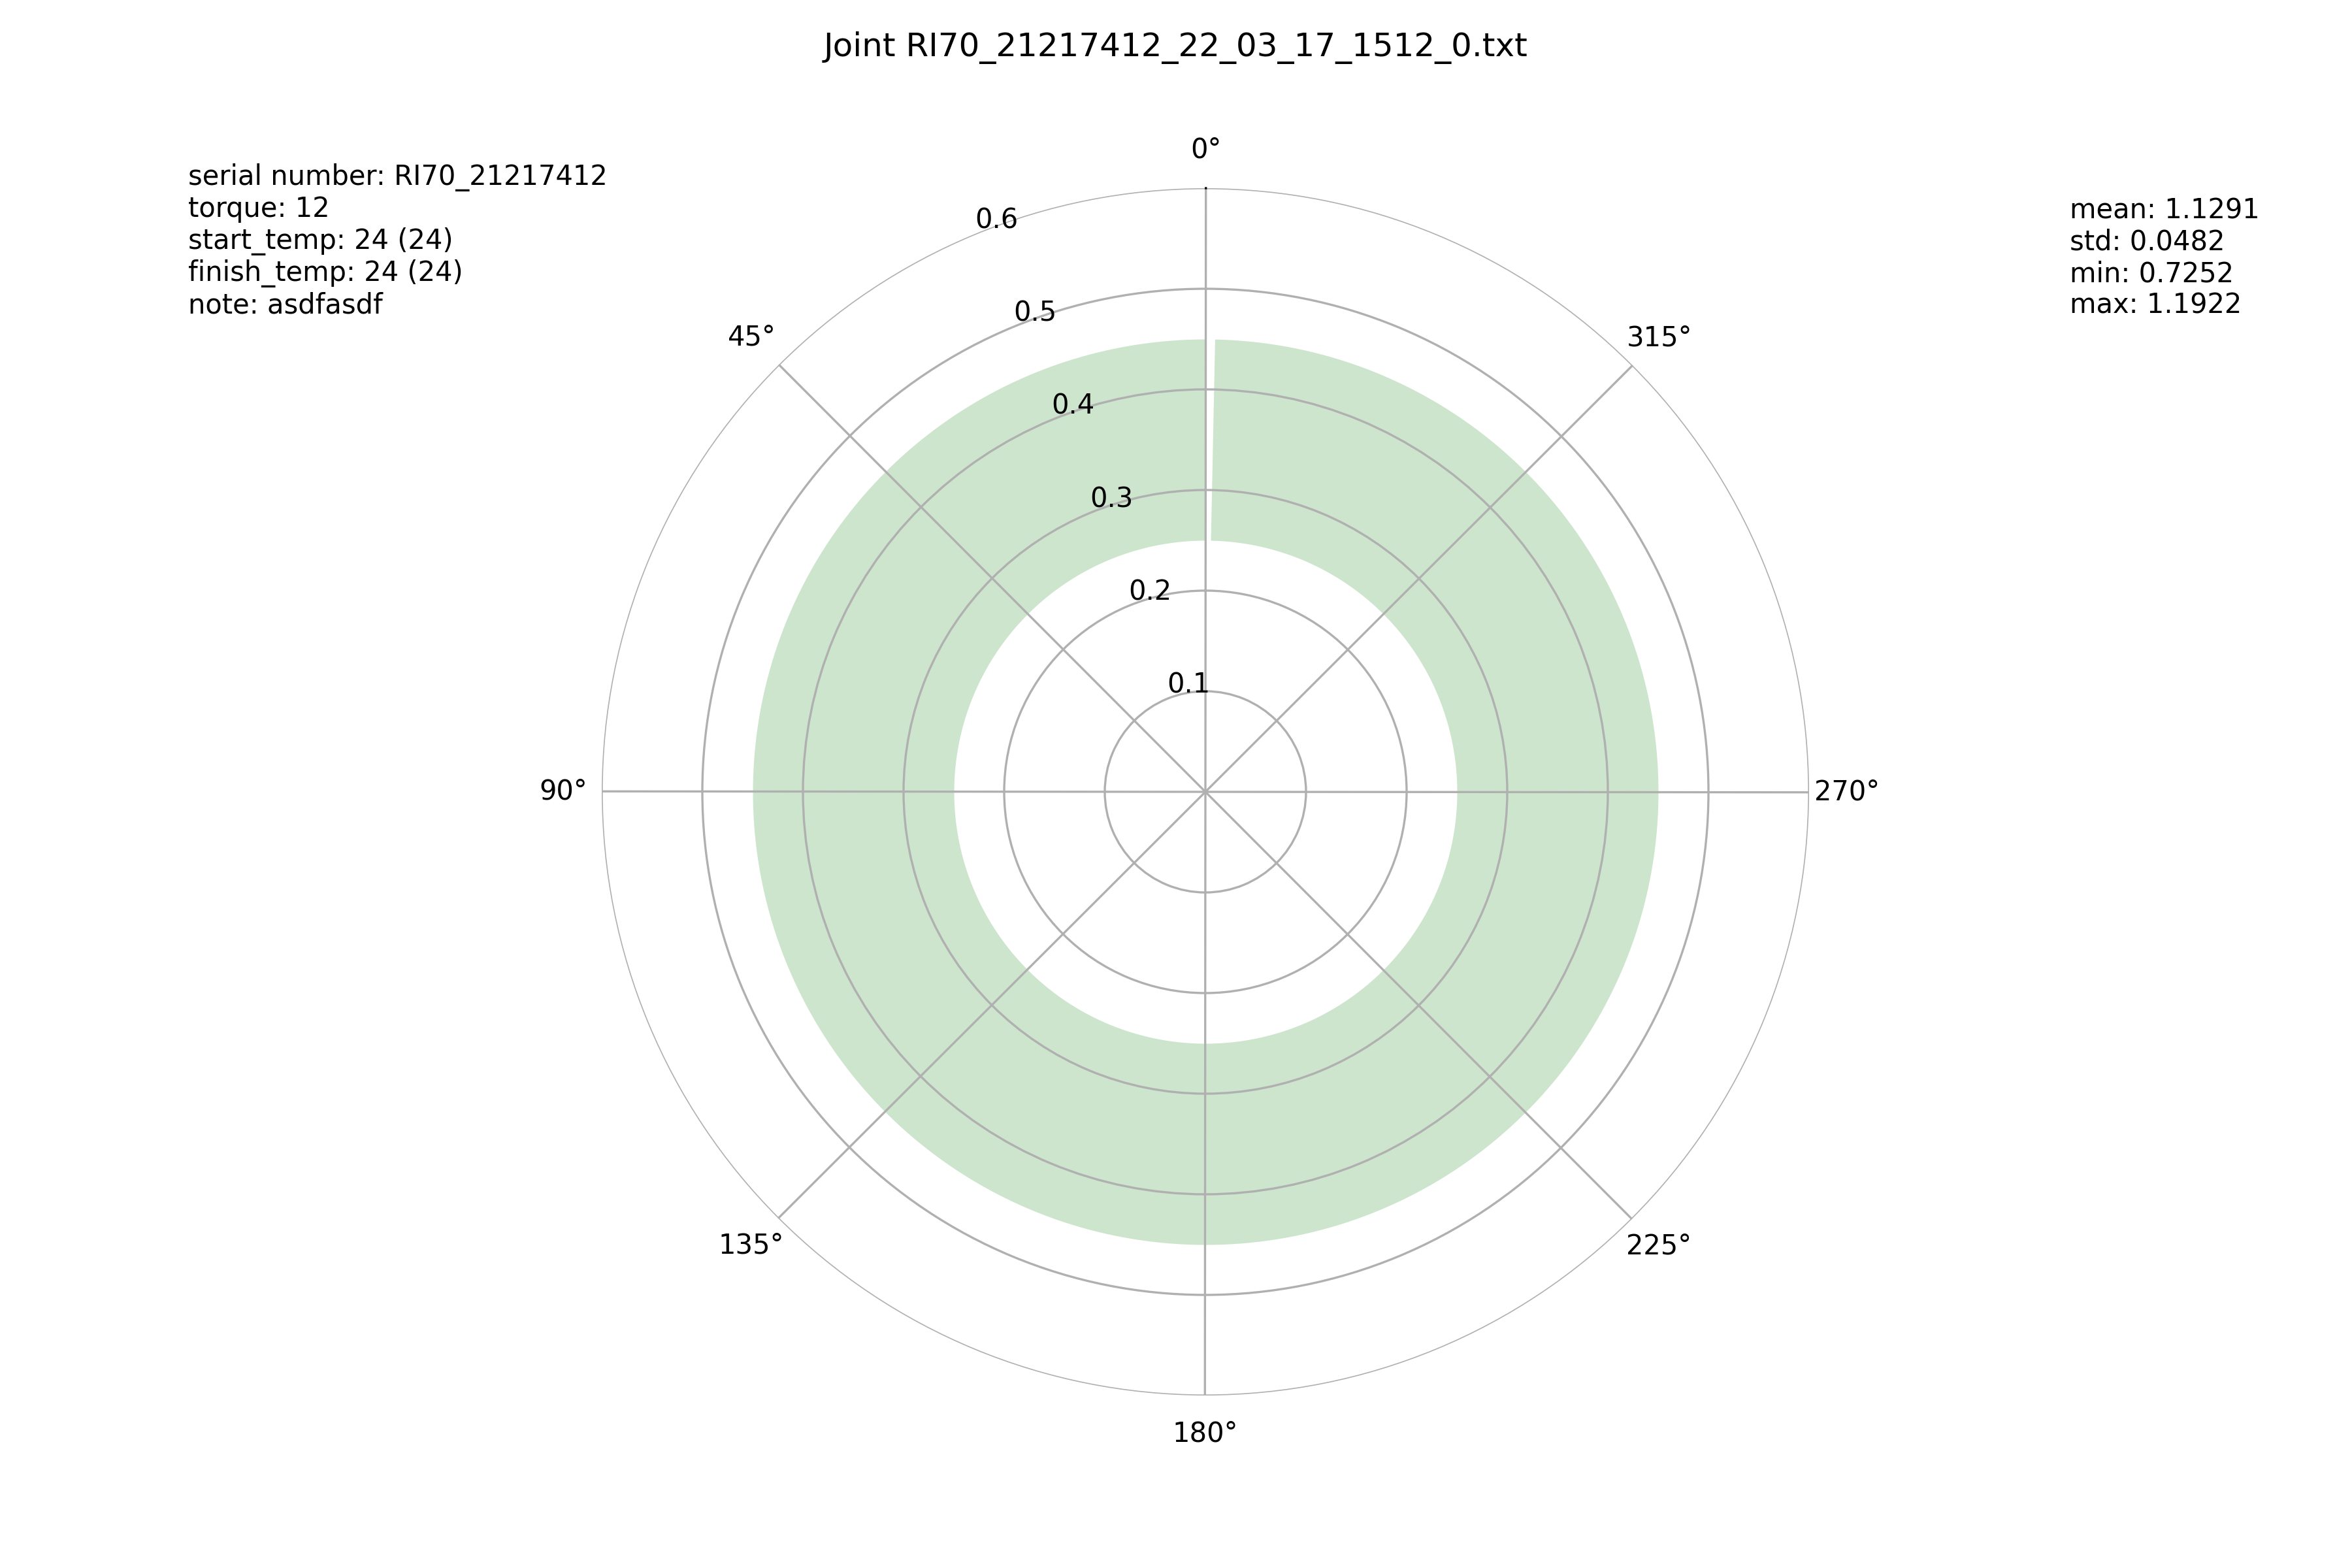 Joint RI70_21217412_22_03_17_1512_0.txt
serial number: RI70_21217412
torque: 12
start_temp: 24 (24)
finish_temp: 24 (24)
note: asdfasdf
mean: 1.1291
std: 0.0482
min: 0.7252
max: 1.1922
0°
0.6
0.5
45°
315°
0.4
0.3
0.2
0.1
90°
270°
135°
225°
180°